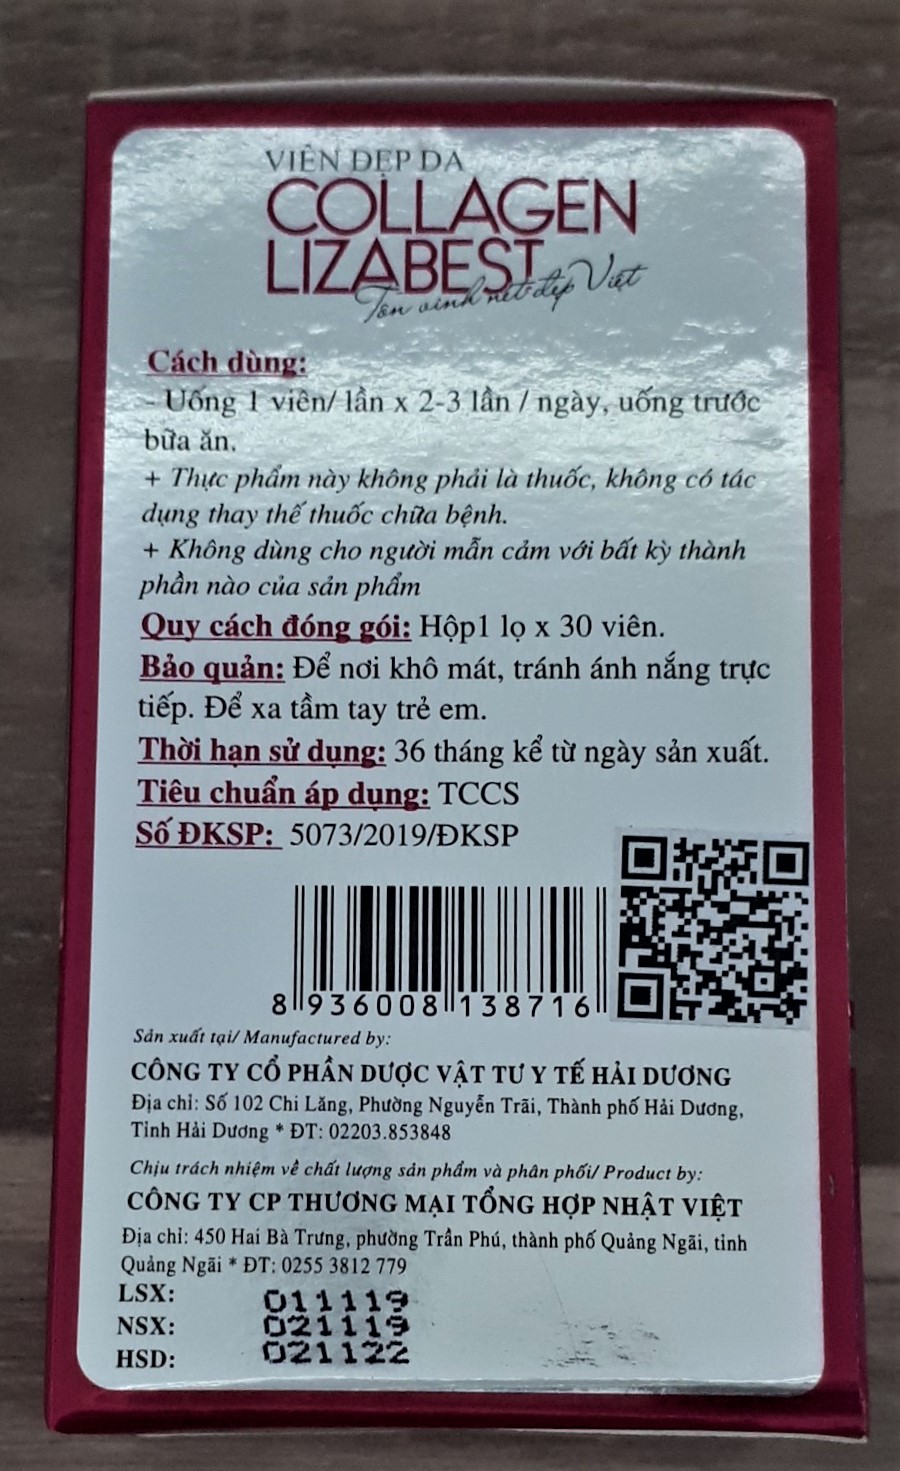 VIÊN ĐẸP DA
COLLAGEN
LIZABEST
Tôn vinh nét đẹp Việt
Cách dùng:
- Uống 1 viên/ lần x 2-3 lần / ngày, uống trước
bữa ăn.
+ Thực phẩm này không phải là thuốc, không có tác
dụng thay thế thuốc chữa bệnh.
+ Không dùng cho người mẫn cảm với bất kỳ thành
phần nào của sản phẩm
Quy cách đóng gói: Hộp1 lọ x 30 viên.
Bảo quản: Để nơi khô mát, tránh ánh nắng trực
tiếp. Để xa tầm tay trẻ em.
Thời hạn sử dụng: 36 tháng kể từ ngày sản xuất.
Tiêu chuẩn áp dụng: TCCS
Số ĐKSP: 5073/2019/ĐKSP
8 936008 138716
Sản xuất tại/ Manufactured by:
CÔNG TY CỔ PHẦN DƯỢC VẬT TƯ Y TẾ HẢI DƯƠNG
Địa chỉ: Số 102 Chi Lăng, Phường Nguyễn Trãi, Thành phố Hải Dương,
Tỉnh Hải Dương * ĐT: 02203.853848
Chịu trách nhiệm về chất lượng sản phẩm và phân phối/ Product by:
CÔNG TY CP THƯƠNG MẠI TỔNG HỢP NHẬT VIỆT
Địa chỉ: 450 Hai Bà Trưng, phường Trần Phú, thành phố Quảng Ngãi, tỉnh
Quảng Ngãi * ĐT: 0255 3812 779
LSX: 011119
NSX: 021119
HSD: 021122